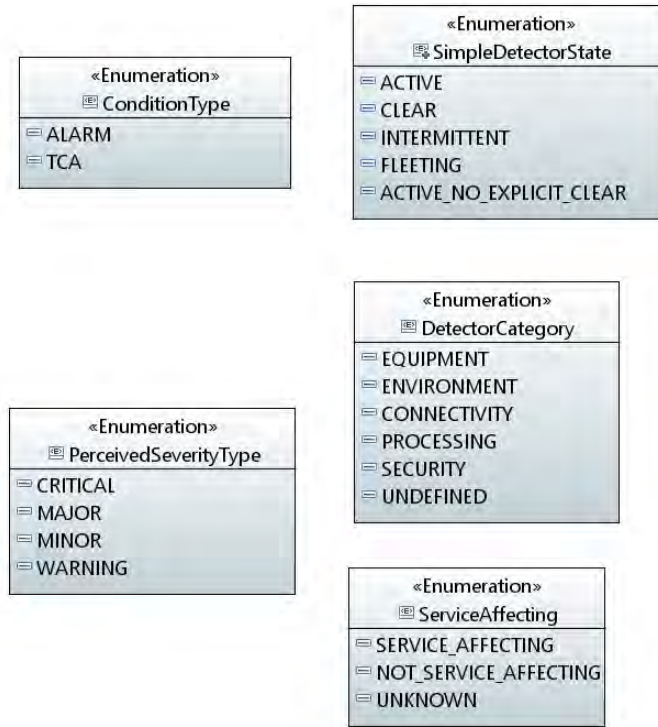 «Enumeration»
ConditionType
ALARM
TCA
«Enumeration»
SimpleDetectorState
ACTIVE
CLEAR
INTERMITTENT
FLEETING
ACTIVE_NO_EXPLICIT_CLEAR
«Enumeration»
DetectorCategory
EQUIPMENT
ENVIRONMENT
CONNECTIVITY
PROCESSING
SECURITY
UNDEFINED
«Enumeration»
PerceivedSeverityType
CRITICAL
MAJOR
MINOR
WARNING
«Enumeration»
ServiceAffecting
SERVICE_AFFECTING
NOT_SERVICE_AFFECTING
UNKNOWN